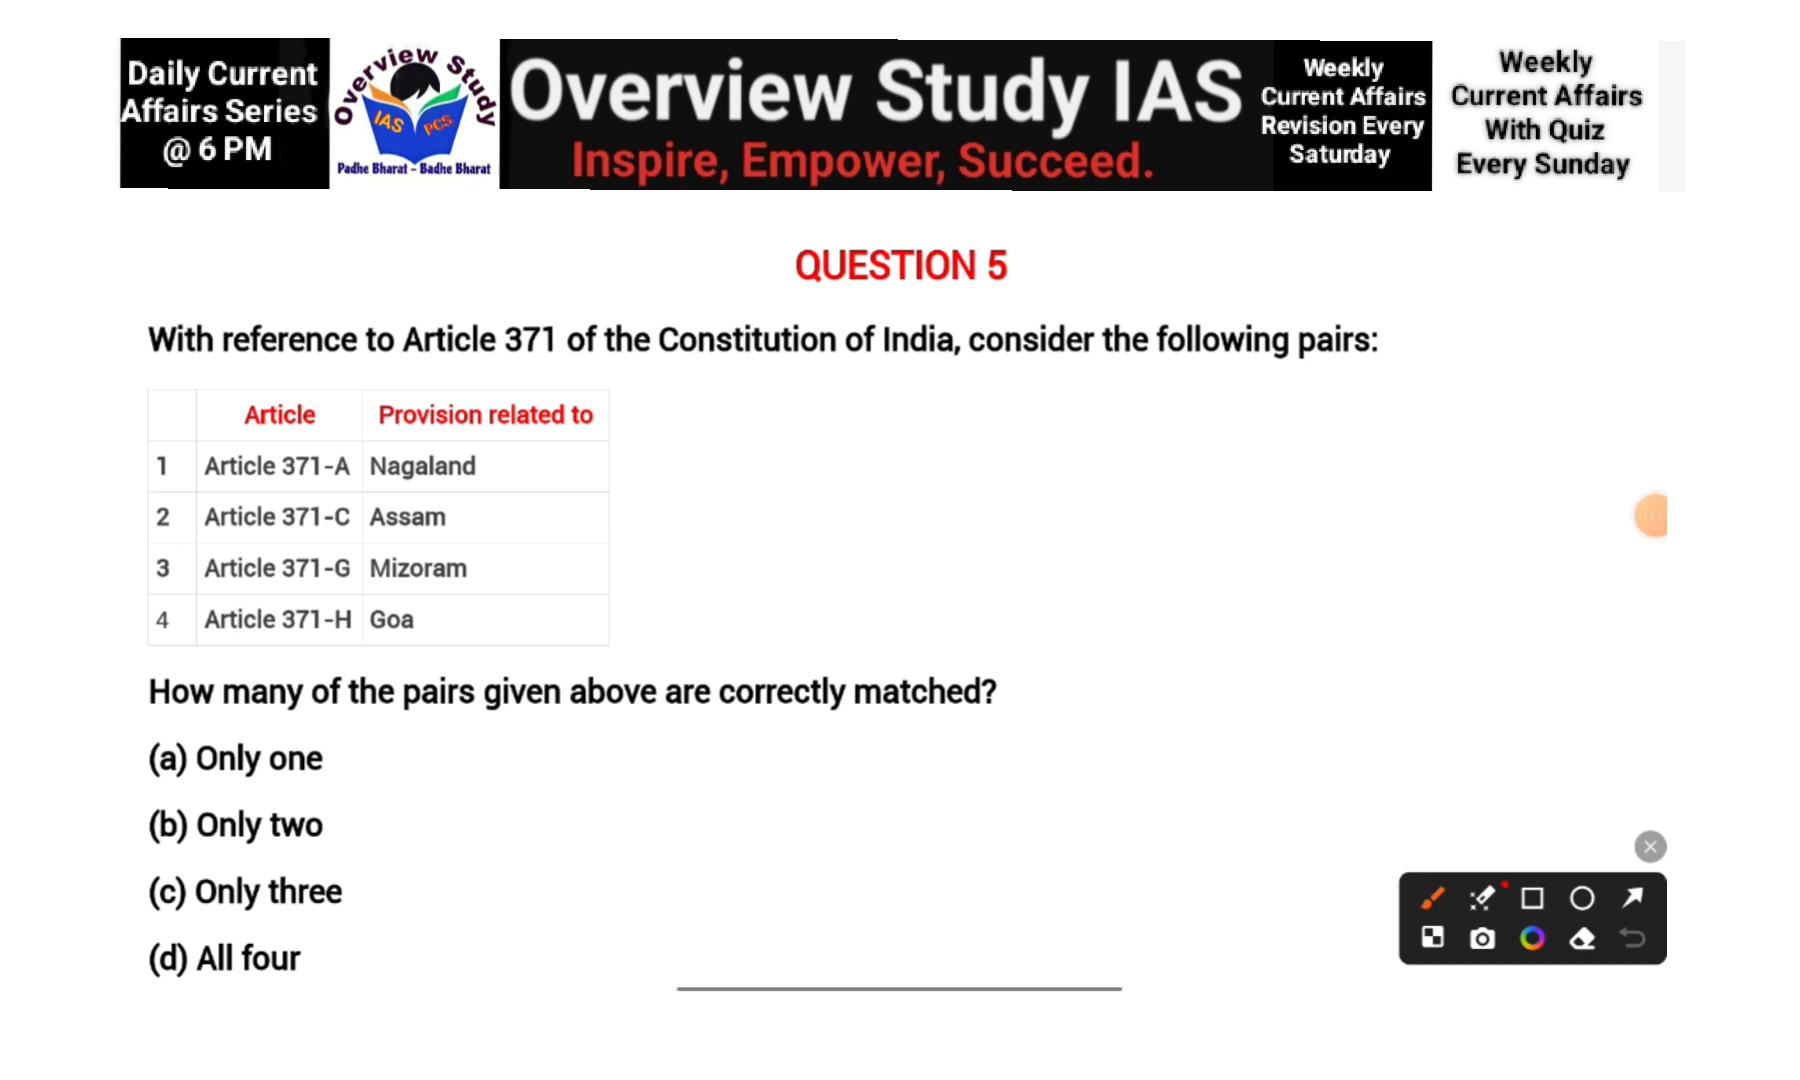 Daily Current
Affairs Series
@ 6 PM
Overview Study
IAS PCS
Padhe Bharat - Badhe Bharat
Overview Study IAS
Inspire, Empower, Succeed.
Weekly
Current Affairs
Revision Every
Saturday
Weekly
Current Affairs
With Quiz
Every Sunday
QUESTION 5
With reference to Article 371 of the Constitution of India, consider the following pairs:
Article Provision related to
1 Article 371-A Nagaland
2 Article 371-C Assam
3 Article 371-G Mizoram
4 Article 371-H Goa
How many of the pairs given above are correctly matched?
(a) Only one
(b) Only two
(c) Only three
(d) All four